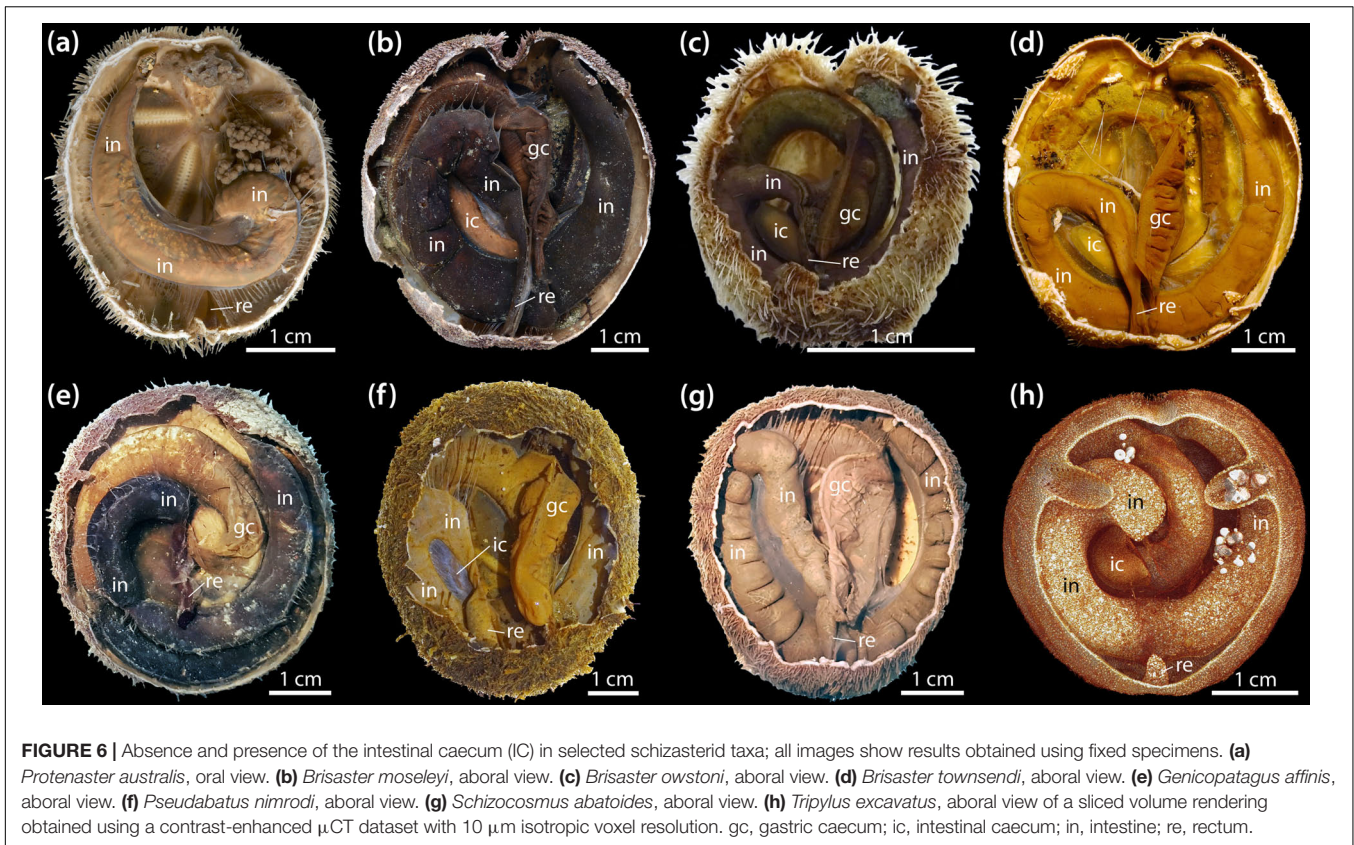 (a)
in
in
in
re
1 cm
(b)
gc
in
ic
in
in
re
1 cm
(c)
in
in
gc
ic
in
re
1 cm
(d)
in
in
gc
ic
in
re
1 cm
(e)
in
in
gc
re
in
1 cm
(f)
gc
in
ic
in
in
re
1 cm
(g)
gc
in
in
in
re
1 cm
(h)
in
in
ic
in
re
1 cm
FIGURE 6 | Absence and presence of the intestinal caecum (IC) in selected schizasterid taxa; all images show results obtained using fixed specimens. (a)
Protenaster australis, oral view. (b) Brisaster moseleyi, aboral view. (c) Brisaster owstoni, aboral view. (d) Brisaster townsendi, aboral view. (e) Genicopatagus affinis,
aboral view. (f) Pseudabatus nimrodi, aboral view. (g) Schizocosmus abatoides, aboral view. (h) Tripylus excavatus, aboral view of a sliced volume rendering
obtained using a contrast-enhanced μCT dataset with 10 μm isotropic voxel resolution. gc, gastric caecum; ic, intestinal caecum; in, intestine; re, rectum.